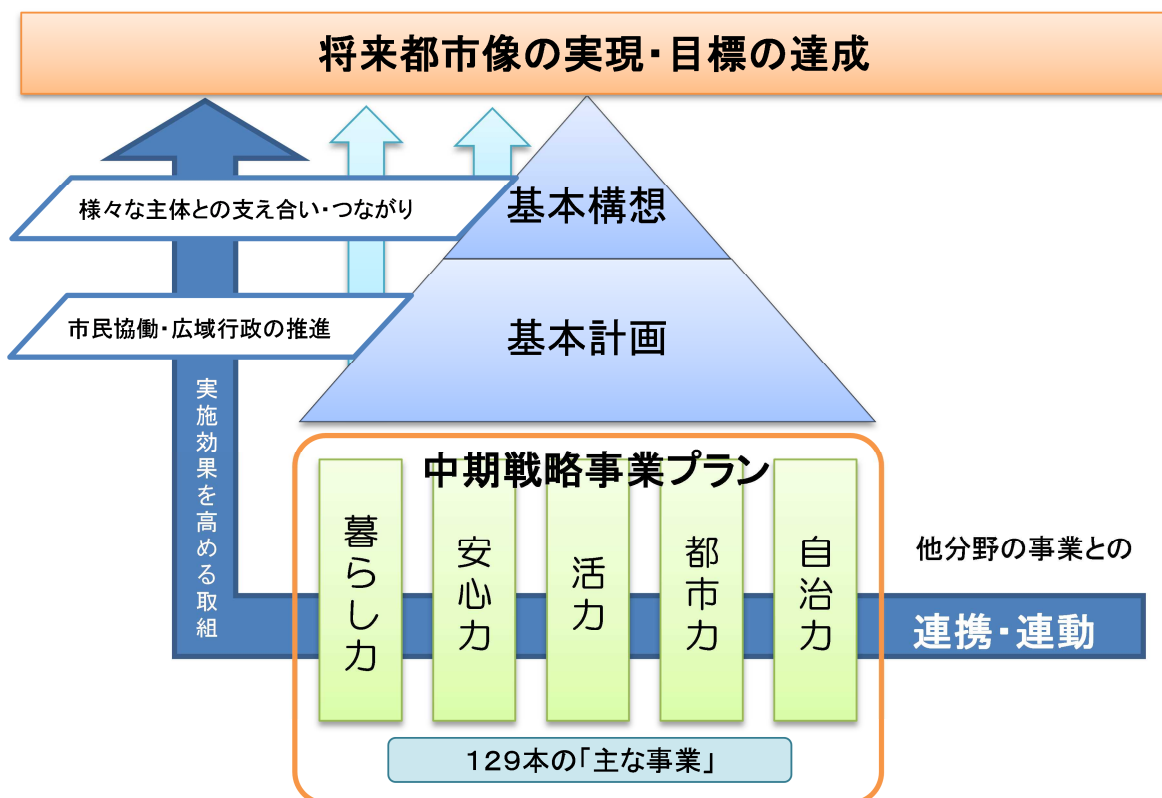 将来都市像の実現・目標の達成
様々な主体との支え合い・つながり
基本構想
市民協働・広域行政の推進
基本計画
実施効果を高める取組
中期戦略事業プラン
暮らし力
安心力
活力
都市力
自治力
他分野の事業との
連携・連動
129本の「主な事業」